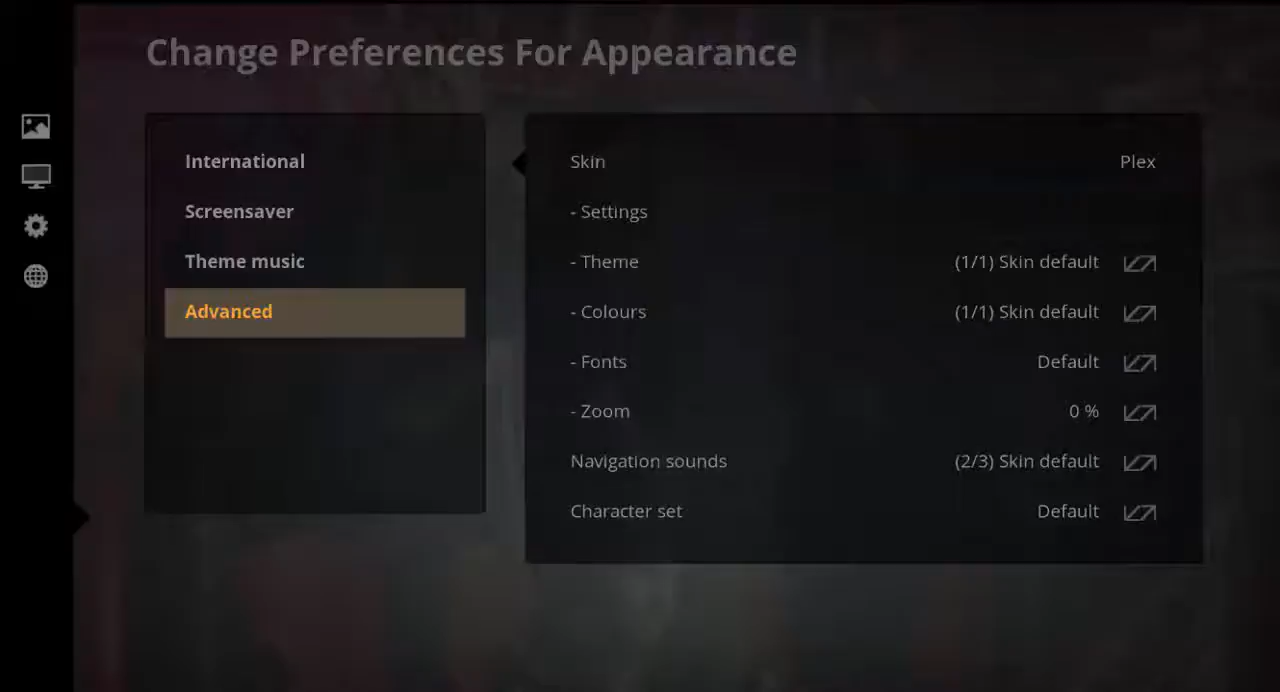 Change Preferences For Appearance
International
Screensaver
Theme music
Advanced
Skin Plex
- Settings
- Theme (1/1) Skin default
- Colours (1/1) Skin default
- Fonts Default
- Zoom 0 %
Navigation sounds (2/3) Skin default
Character set Default